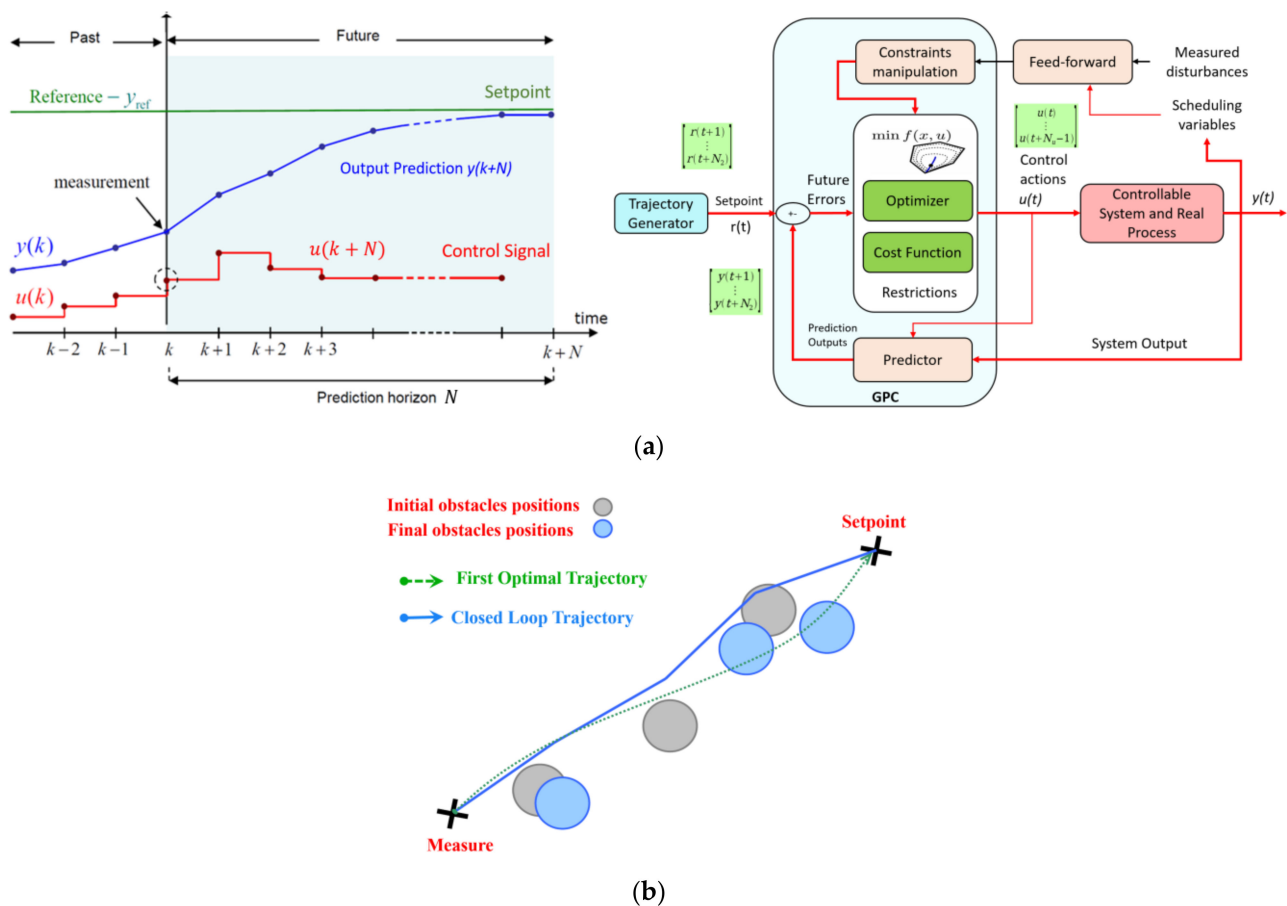 Past
Future
Reference − y_ref
Setpoint
Output Prediction y(k+N)
measurement
y(k)
u(k + N)
Control Signal
u(k)
time
k−2
k−1
k
k+1
k+2
k+3
k+N
Prediction horizon N
Constraints
manipulation
Feed-forward
Measured
disturbances
Scheduling
variables
[r(t+1)
⋮
r(t+N₂)]
min f(x, u)
[u(t)
⋮
u(t+Nᵤ−1)]
Trajectory
Generator
Setpoint
r(t)
+-
Future
Errors
Optimizer
Cost Function
Restrictions
Control
actions
u(t)
Controllable
System and Real
Process
y(t)
[y(t+1)
⋮
y(t+N₂)]
Prediction
Outputs
Predictor
System Output
GPC
(a)
Initial obstacles positions
Final obstacles positions
First Optimal Trajectory
Closed Loop Trajectory
Setpoint
Measure
(b)